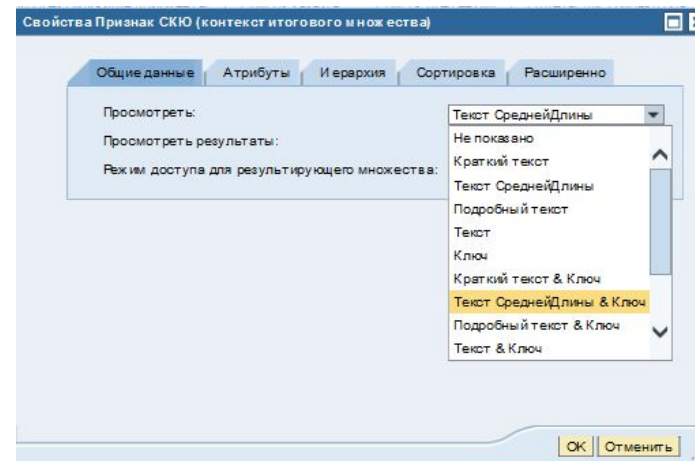 Свойства Признак СКЮ (контекст итогового множества)
Общие данные Атрибуты Иерархия Сортировка Расширенно
Просмотреть: Текст СреднейДлины
Просмотреть результаты:
Режим доступа для результирующего множества:
Не показано
Краткий текст
Текст СреднейДлины
Подробный текст
Текст
Ключ
Краткий текст & Ключ
Текст СреднейДлины & Ключ
Подробный текст & Ключ
Текст & Ключ
OK Отменить